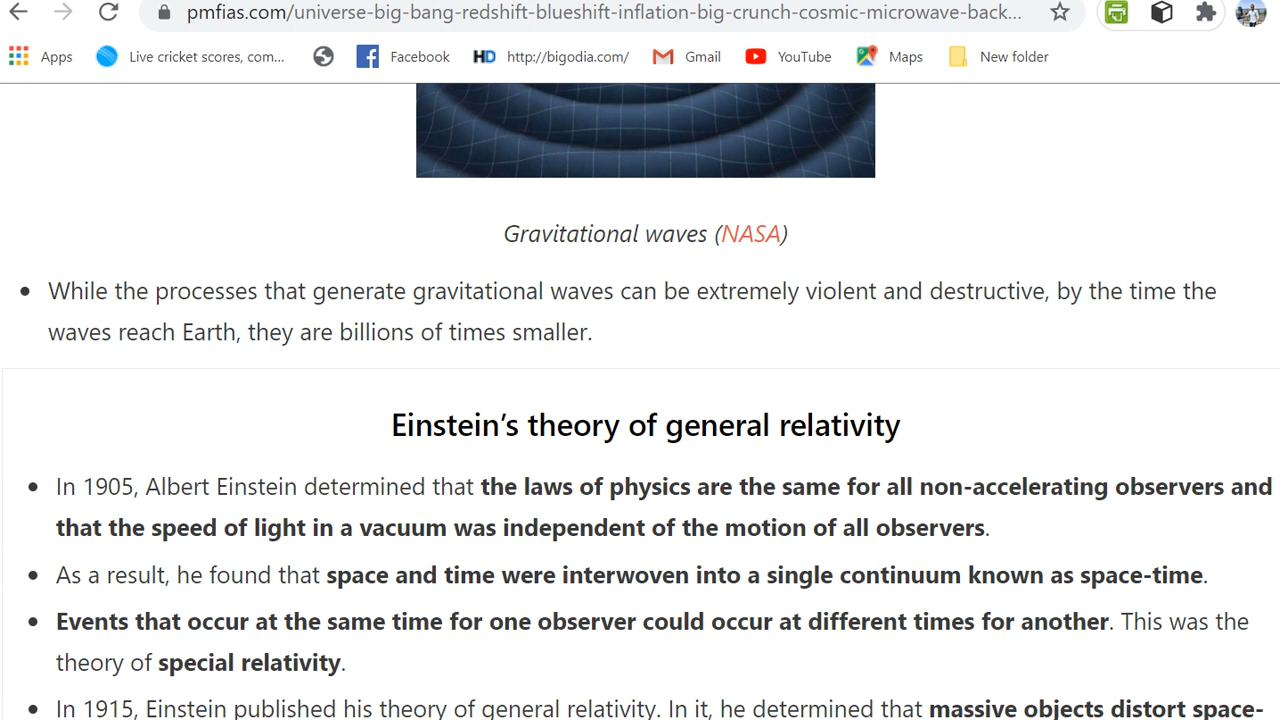 pmfias.com/universe-big-bang-redshift-blueshift-inflation-big-crunch-cosmic-microwave-back...
Apps Live cricket scores, com... Facebook HD http://bigodia.com/ Gmail YouTube Maps New folder
Gravitational waves (NASA)
• While the processes that generate gravitational waves can be extremely violent and destructive, by the time the
waves reach Earth, they are billions of times smaller.
Einstein’s theory of general relativity
• In 1905, Albert Einstein determined that the laws of physics are the same for all non-accelerating observers and
that the speed of light in a vacuum was independent of the motion of all observers.
• As a result, he found that space and time were interwoven into a single continuum known as space-time.
• Events that occur at the same time for one observer could occur at different times for another. This was the
theory of special relativity.
• In 1915, Einstein published his theory of general relativity. In it, he determined that massive objects distort space-